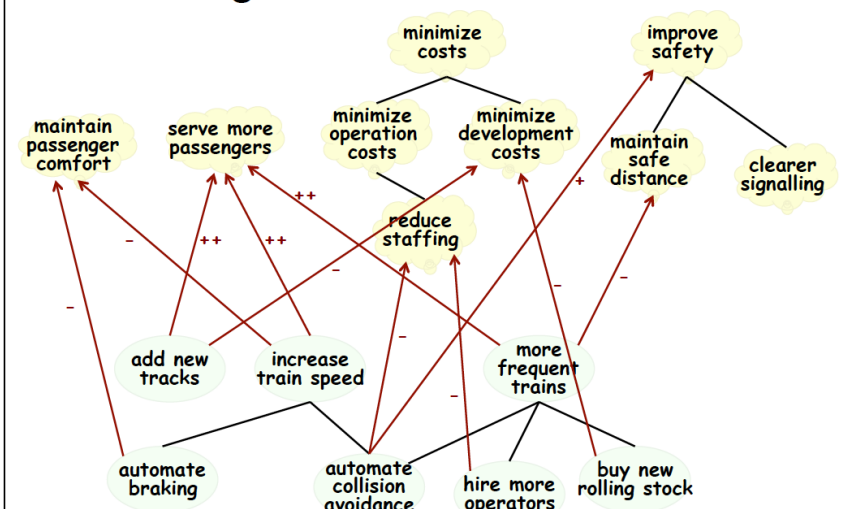 minimize
costs
improve
safety
maintain
passenger
comfort
serve more
passengers
minimize
operation
costs
minimize
development
costs
maintain
safe
distance
clearer
signalling
reduce
staffing
++
+
-
++
++
-
-
-
-
-
-
add new
tracks
increase
train speed
more
frequent
trains
automate
braking
automate
collision
avoidance
hire more
operators
buy new
rolling stock